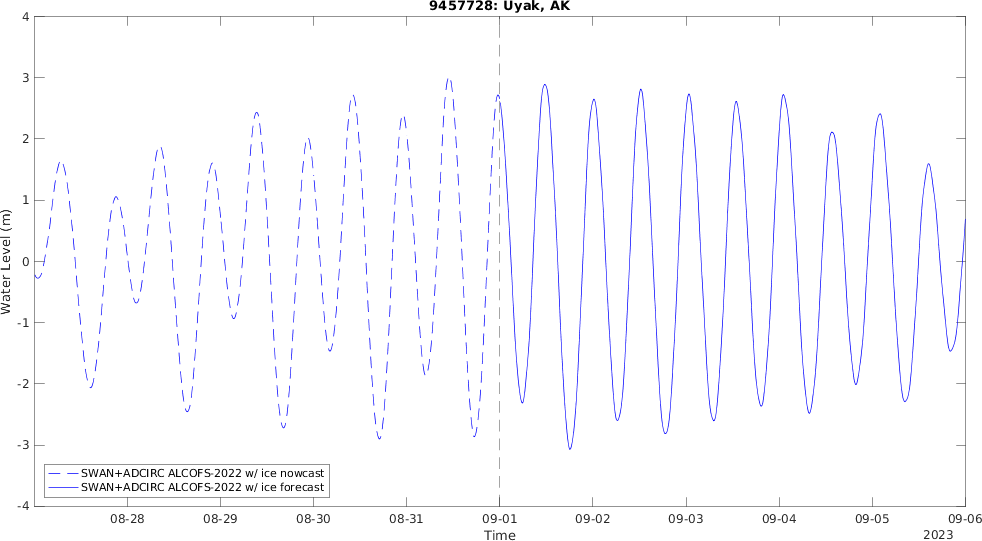 9457728: Uyak, AK
4
3
2
1
0
-1
-2
-3
-4
Water Level (m)
SWAN+ADCIRC ALCOFS-2022 w/ ice nowcast
SWAN+ADCIRC ALCOFS-2022 w/ ice forecast
08-28 08-29 08-30 08-31 09-01 09-02 09-03 09-04 09-05 09-06
Time
2023